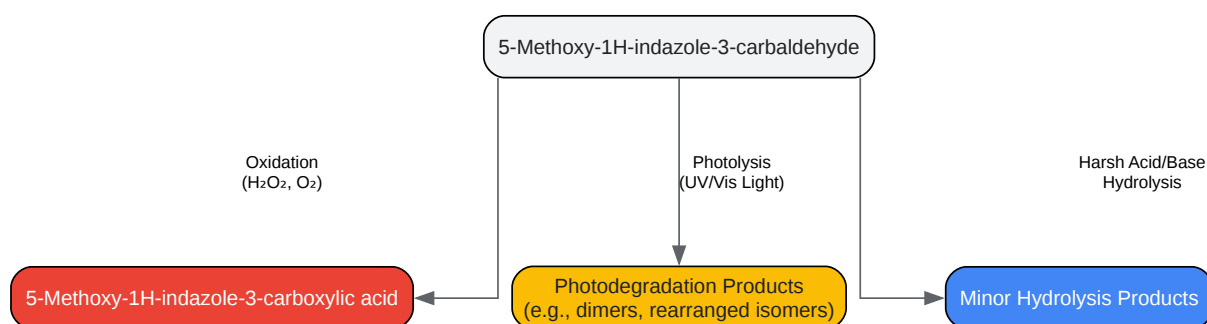 5-Methoxy-1H-indazole-3-carbaldehyde
Oxidation
(H₂O₂, O₂)
Photolysis
(UV/Vis Light)
Harsh Acid/Base
Hydrolysis
5-Methoxy-1H-indazole-3-carboxylic acid
Photodegradation Products
(e.g., dimers, rearranged isomers)
Minor Hydrolysis Products